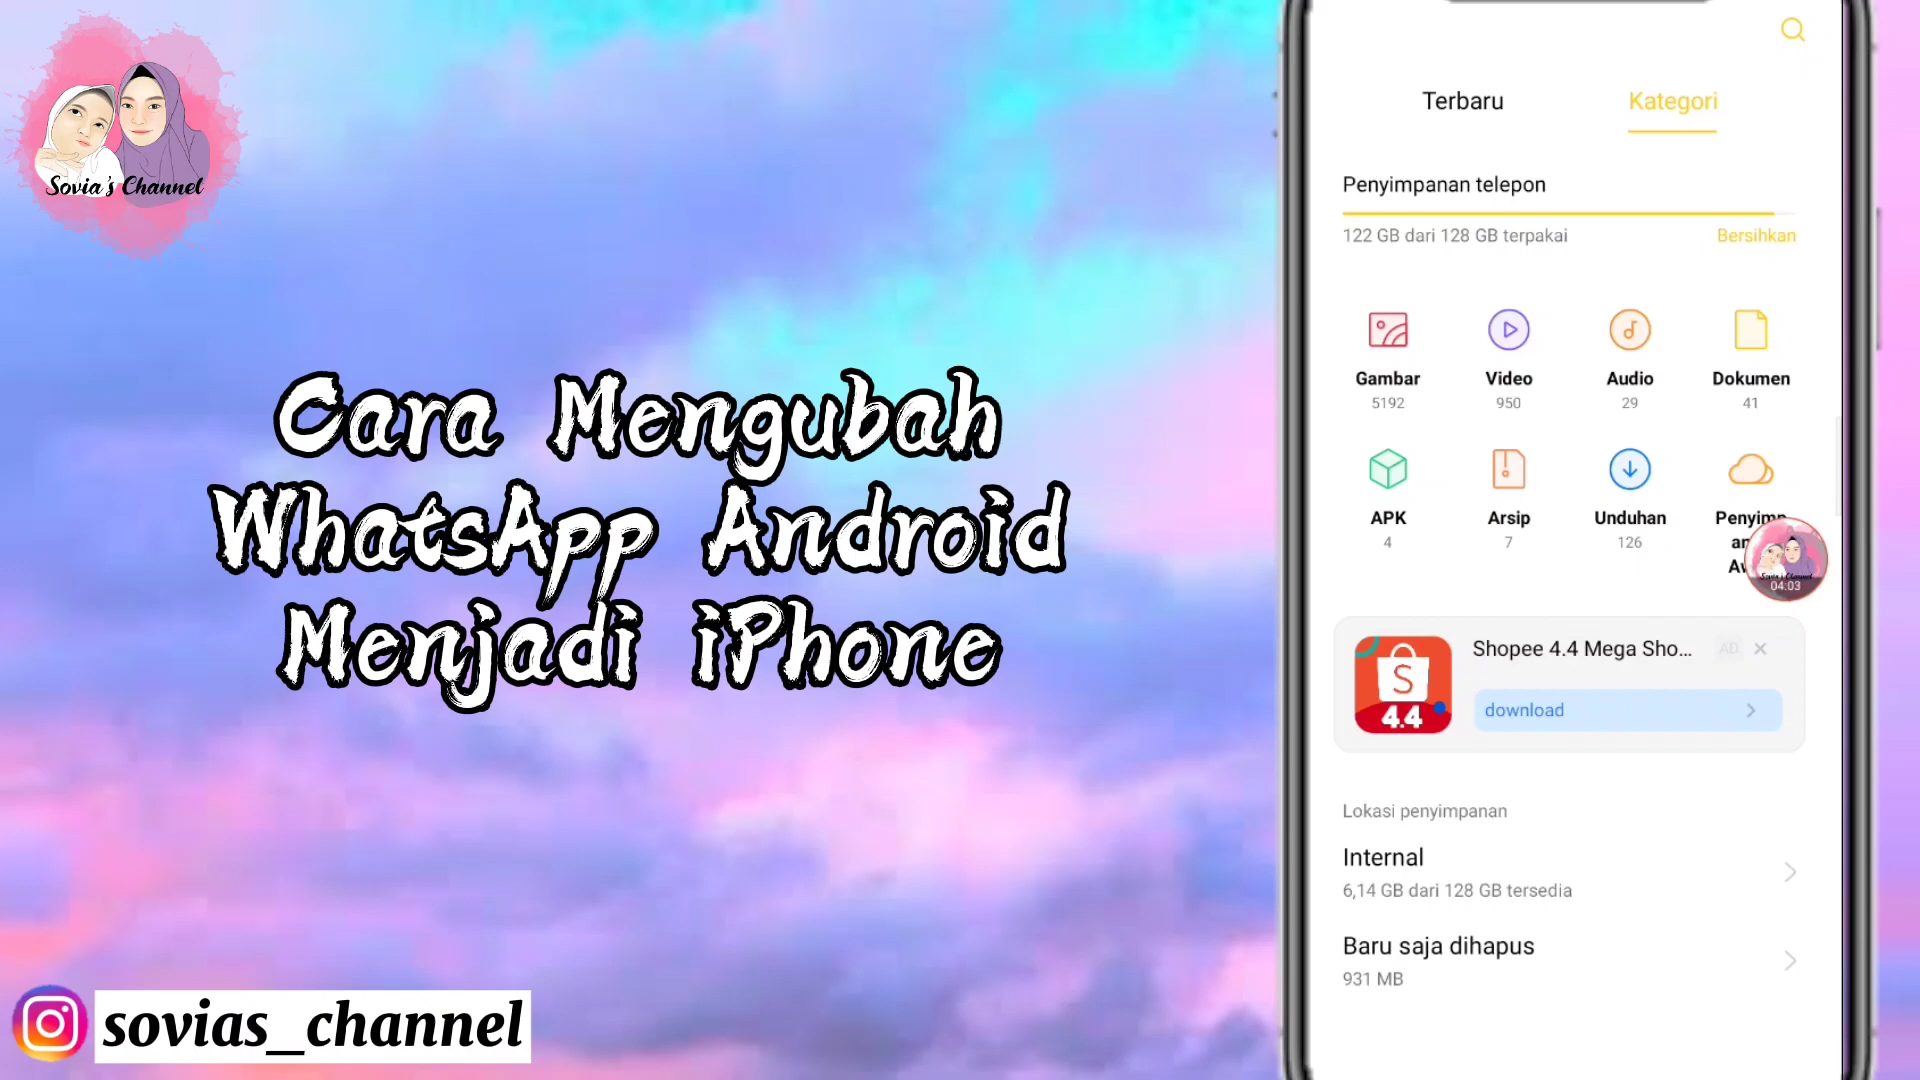 Sovia's Channel
Cara Mengubah
WhatsApp Android
Menjadi iPhone
sovias_channel
Terbaru
Kategori
Penyimpanan telepon
122 GB dari 128 GB terpakai
Bersihkan
Gambar
5192
Video
950
Audio
29
Dokumen
41
APK
4
Arsip
7
Unduhan
126
Penyimp
an
04:03
Shopee 4.4 Mega Sho...
AD
S
4.4
download
Lokasi penyimpanan
Internal
6,14 GB dari 128 GB tersedia
Baru saja dihapus
931 MB